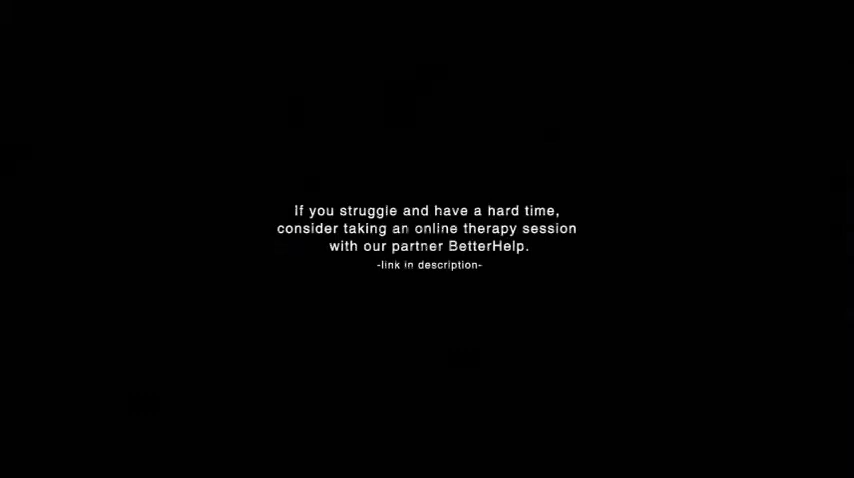 If you struggle and have a hard time,
consider taking an online therapy session
with our partner BetterHelp.
-link in description-